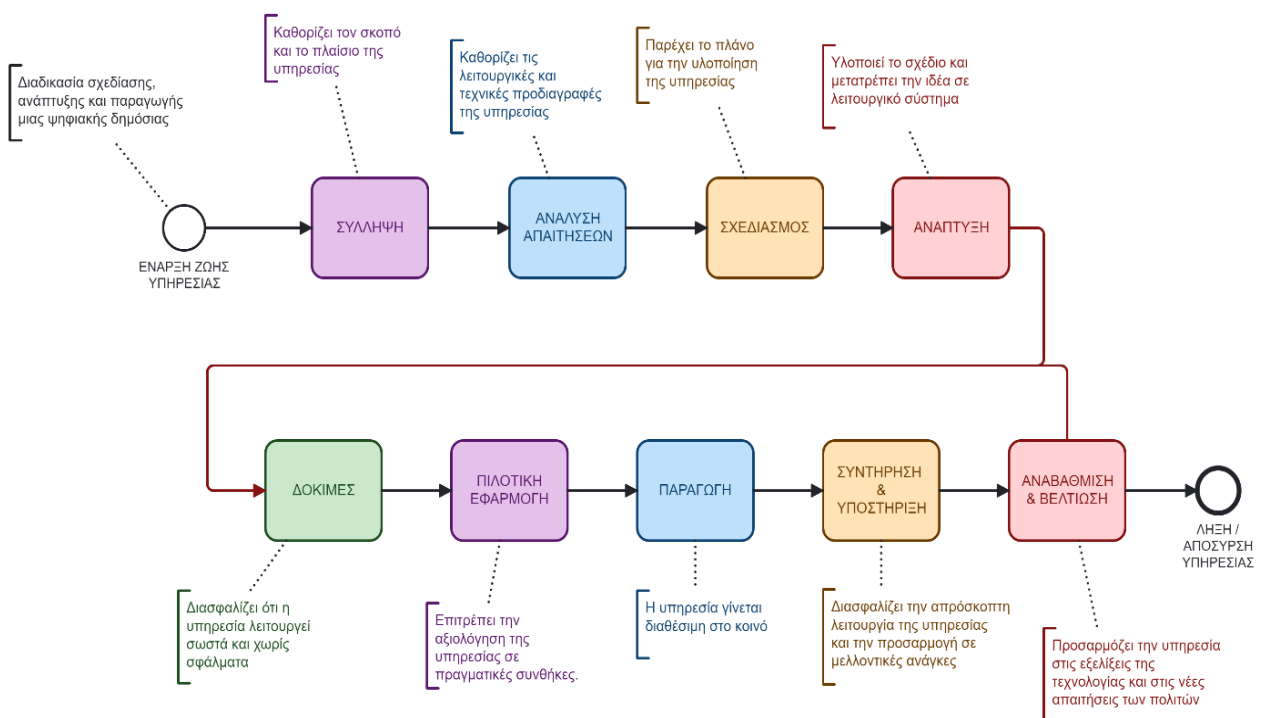 Διαδικασία σχεδίασης,
ανάπτυξης και παραγωγής
μιας ψηφιακής δημόσιας
Καθορίζει τον σκοπό
και το πλαίσιο της
υπηρεσίας
Καθορίζει τις
λειτουργικές και
τεχνικές προδιαγραφές
της υπηρεσίας
Παρέχει το πλάνο
για την υλοποίηση
της υπηρεσίας
Υλοποιεί το σχέδιο και
μετατρέπει την ιδέα σε
λειτουργικό σύστημα
ΕΝΑΡΞΗ ΖΩΗΣ
ΥΠΗΡΕΣΙΑΣ
ΣΥΛΛΗΨΗ
ΑΝΑΛΥΣΗ
ΑΠΑΙΤΗΣΕΩΝ
ΣΧΕΔΙΑΣΜΟΣ
ΑΝΑΠΤΥΞΗ
ΔΟΚΙΜΕΣ
ΠΙΛΟΤΙΚΗ
ΕΦΑΡΜΟΓΗ
ΠΑΡΑΓΩΓΗ
ΣΥΝΤΗΡΗΣΗ
&
ΥΠΟΣΤΗΡΙΞΗ
ΑΝΑΒΑΘΜΙΣΗ
& ΒΕΛΤΙΩΣΗ
ΛΗΞΗ /
ΑΠΟΣΥΡΣΗ
ΥΠΗΡΕΣΙΑΣ
Διασφαλίζει ότι η
υπηρεσία λειτουργεί
σωστά και χωρίς
σφάλματα
Επιτρέπει την
αξιολόγηση της
υπηρεσίας σε
πραγματικές συνθήκες.
Η υπηρεσία γίνεται
διαθέσιμη στο κοινό
Διασφαλίζει την απρόσκοπτη
λειτουργία της υπηρεσίας
και την προσαρμογή σε
μελλοντικές ανάγκες
Προσαρμόζει την υπηρεσία
στις εξελίξεις της
τεχνολογίας και στις νέες
απαιτήσεις των πολιτών